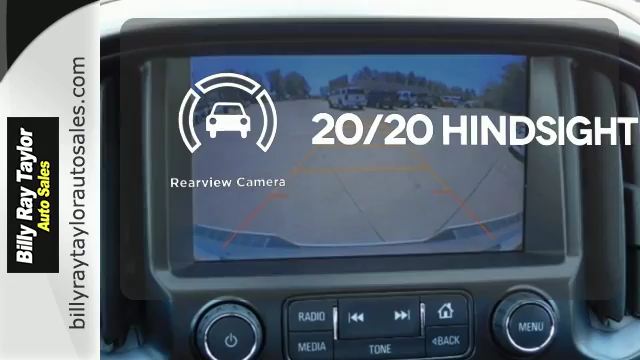 Billy Ray Taylor
Auto Sales
billyraytaylorautosales.com
Rearview Camera
20/20 HINDSIGHT
RADIO
MEDIA
TONE
BACK
MENU